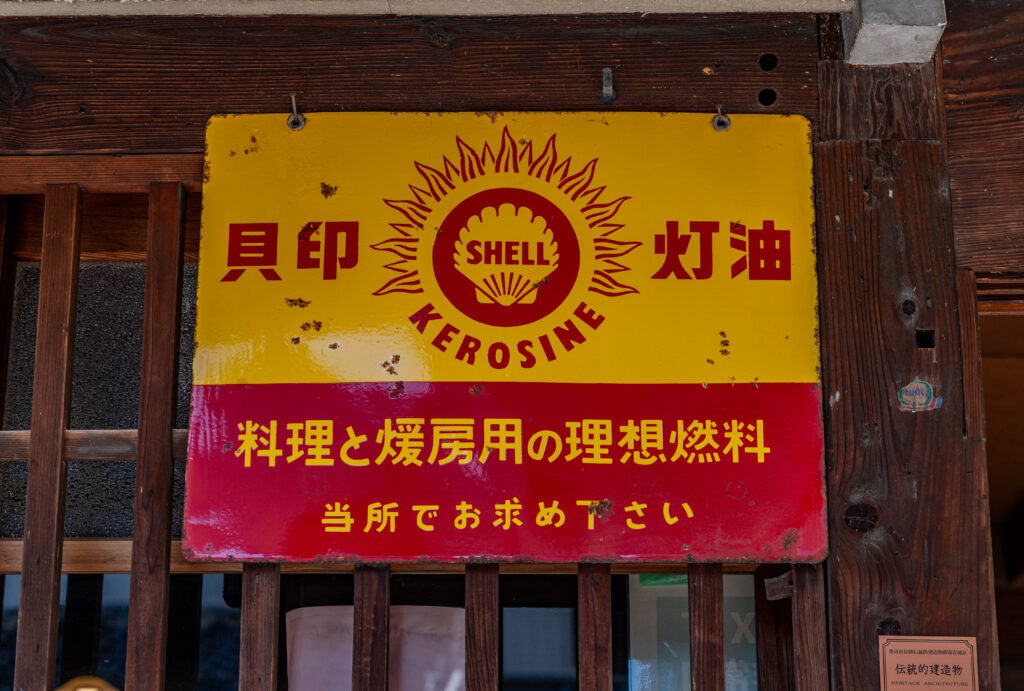 貝印 SHELL 灯油
KEROSINE
料理と煖房用の理想燃料
当所でお求め下さい
伝統的建造物
HERITAGE ARCHITECTURE